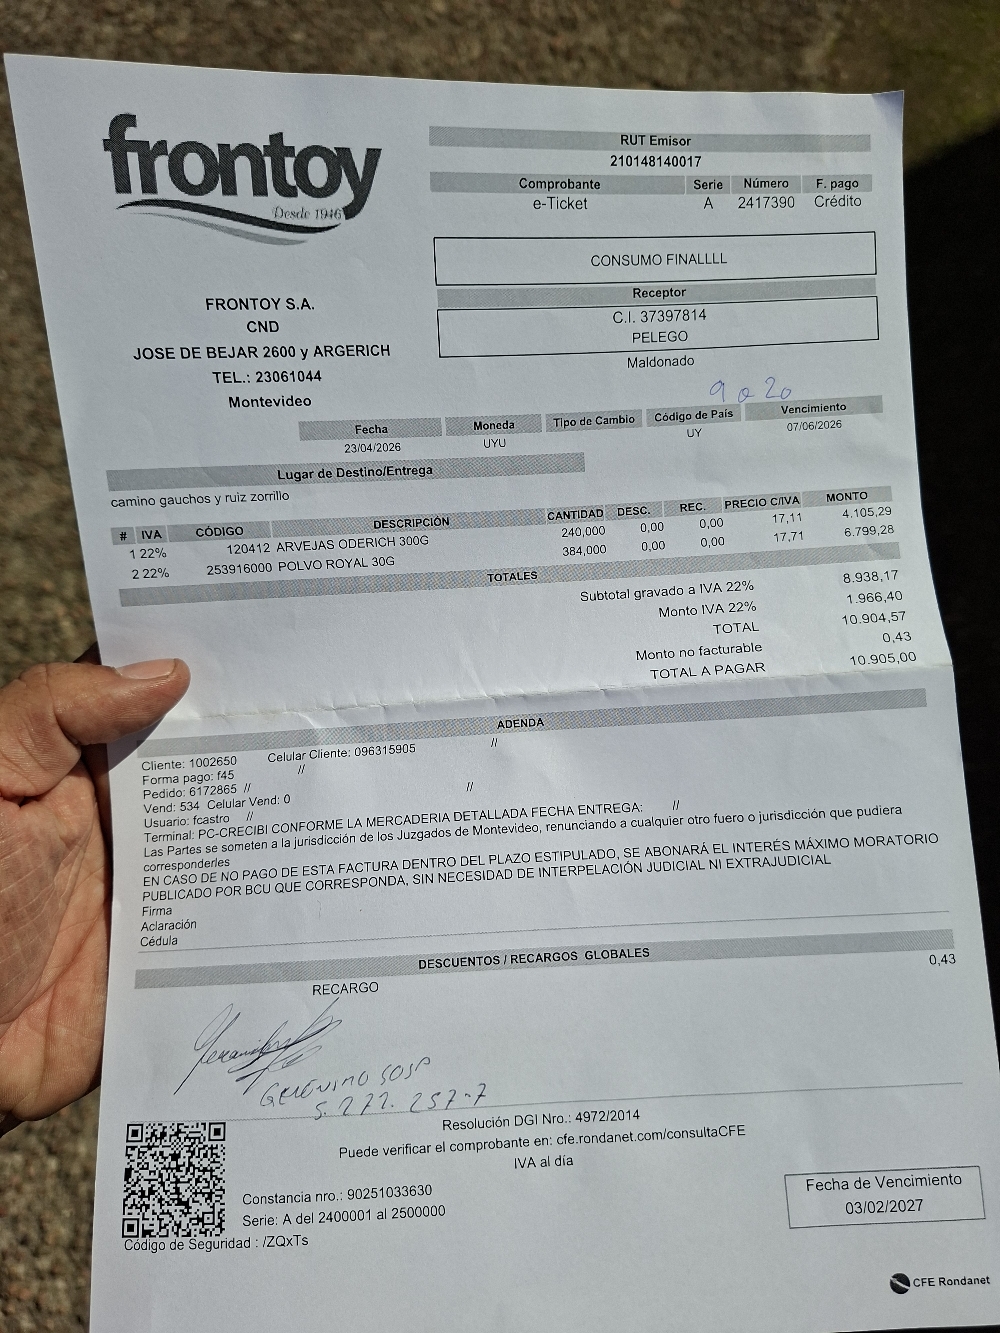 frontoy
Desde 1946
RUT Emisor
210148140017
Comprobante Serie Número F. pago
e-Ticket A 2417390 Crédito
CONSUMO FINALLLL
Receptor
C.I. 37397814
PELEGO
Maldonado
FRONTOY S.A.
CND
JOSE DE BEJAR 2600 y ARGERICH
TEL.: 23061044
Montevideo
9 a 20
Fecha Moneda Tipo de Cambio Código de País Vencimiento
23/04/2026 UYU UY 07/06/2026
Lugar de Destino/Entrega
camino gauchos y ruiz zorrillo
# IVA CÓDIGO DESCRIPCIÓN CANTIDAD DESC. REC. PRECIO C/IVA MONTO
1 22% 120412 ARVEJAS ODERICH 300G 240,000 0,00 0,00 17,11 4.105,29
2 22% 253916000 POLVO ROYAL 30G 384,000 0,00 0,00 17,71 6.799,28
TOTALES
Subtotal gravado a IVA 22% 8.938,17
Monto IVA 22% 1.966,40
TOTAL 10.904,57
Monto no facturable 0,43
TOTAL A PAGAR 10.905,00
ADENDA
Cliente: 1002650 Celular Cliente: 096315905 //
Forma pago: f45 //
Pedido: 6172865 // //
Vend: 534 Celular Vend: 0
Usuario: fcastro //
Terminal: PC-CRECIBI CONFORME LA MERCADERIA DETALLADA FECHA ENTREGA: //
Las Partes se someten a la jurisdicción de los Juzgados de Montevideo, renunciando a cualquier otro fuero o jurisdicción que pudiera
corresponderles
EN CASO DE NO PAGO DE ESTA FACTURA DENTRO DEL PLAZO ESTIPULADO, SE ABONARÁ EL INTERÉS MÁXIMO MORATORIO
PUBLICADO POR BCU QUE CORRESPONDA, SIN NECESIDAD DE INTERPELACIÓN JUDICIAL NI EXTRAJUDICIAL
Firma
Aclaración
Cédula
DESCUENTOS / RECARGOS GLOBALES
RECARGO 0,43
GERÓNIMO SOSA
5.272.257-7
Resolución DGI Nro.: 4972/2014
Puede verificar el comprobante en: cfe.rondanet.com/consultaCFE
IVA al día
Constancia nro.: 90251033630
Serie: A del 2400001 al 2500000
Código de Seguridad : /ZQxTs
Fecha de Vencimiento
03/02/2027
CFE Rondanet